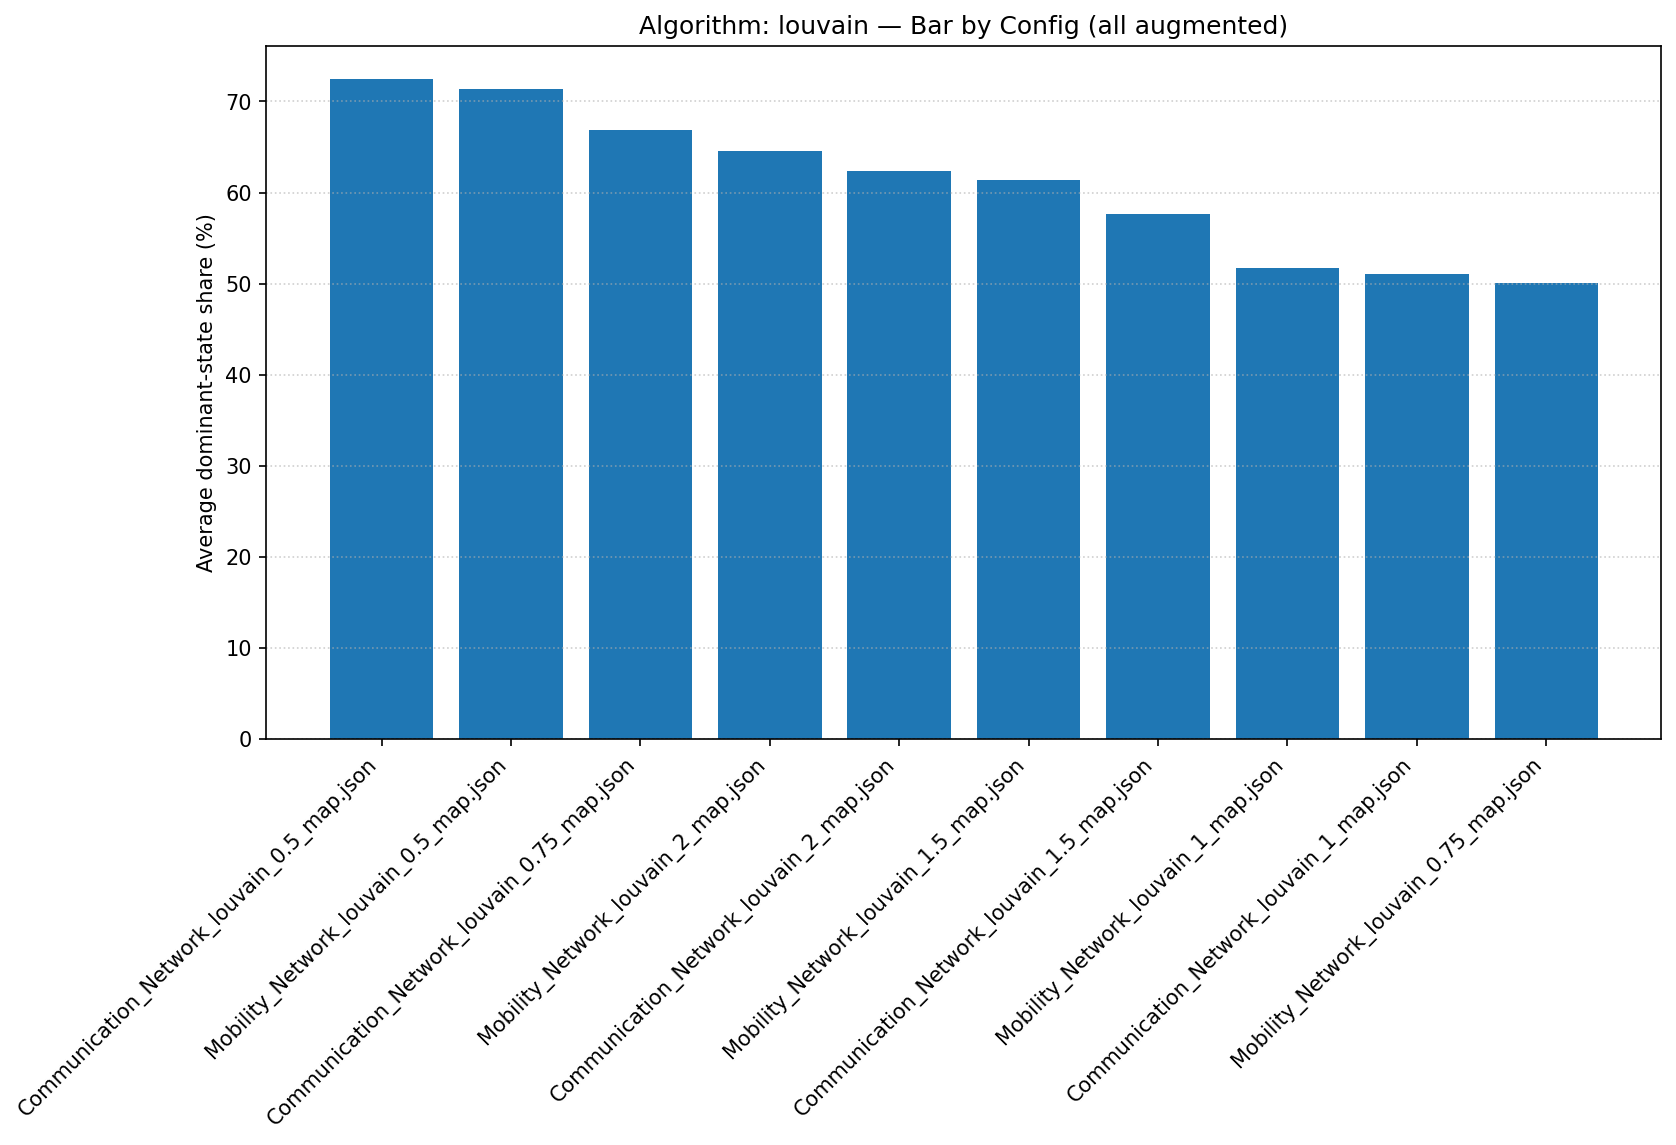 Algorithm: louvain — Bar by Config (all augmented)
Average dominant-state share (%)
70
60
50
40
30
20
10
0
Communication_Network_louvain_0.5_map.json
Mobility_Network_louvain_0.5_map.json
Communication_Network_louvain_0.75_map.json
Mobility_Network_louvain_2_map.json
Communication_Network_louvain_2_map.json
Mobility_Network_louvain_1.5_map.json
Communication_Network_louvain_1.5_map.json
Mobility_Network_louvain_1_map.json
Communication_Network_louvain_1_map.json
Mobility_Network_louvain_0.75_map.json